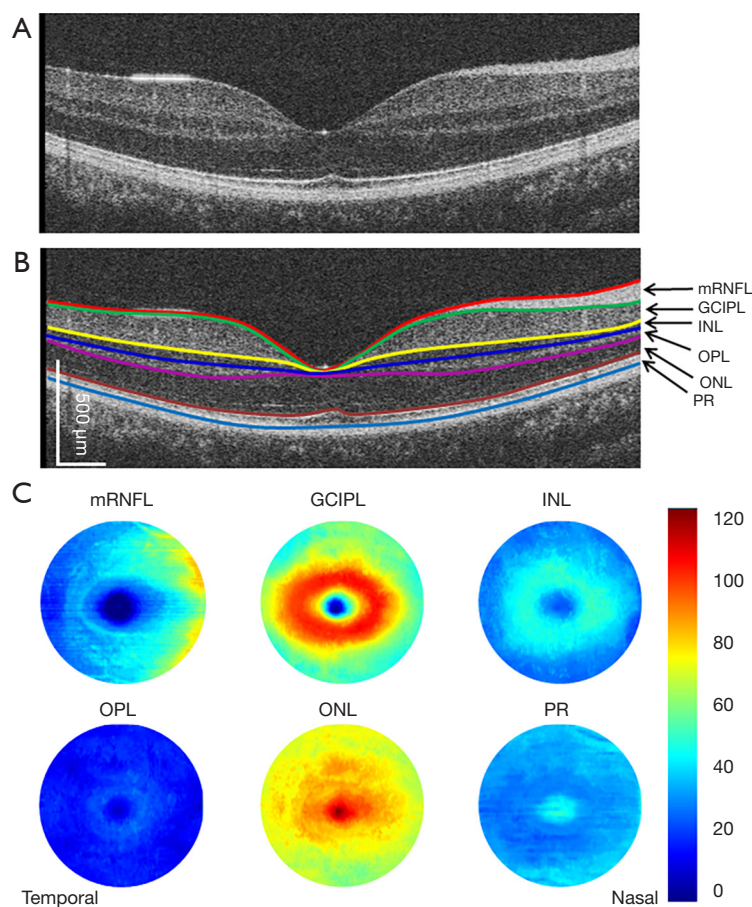 A
B
mRNFL
GCIPL
INL
OPL
ONL
PR
500 μm
C
mRNFL GCIPL INL
120
100
80
60
40
20
0
OPL ONL PR
Temporal Nasal